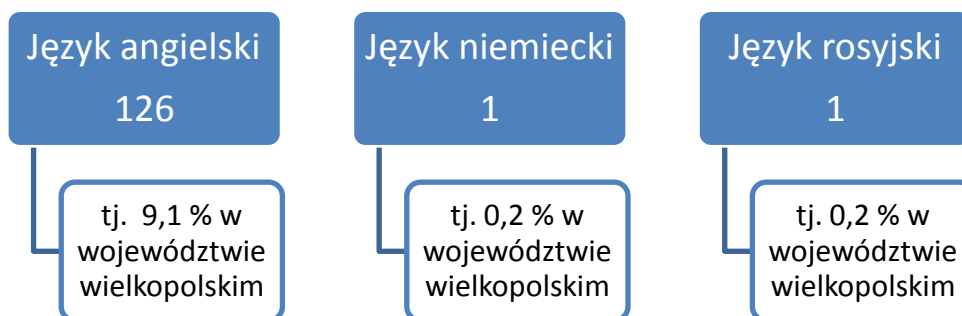 Język angielski
126
tj.  9,1 % w
województwie
wielkopolskim
Język niemiecki
1
tj. 0,2 % w
województwie
wielkopolskim
Język rosyjski
1
tj. 0,2 % w
województwie
wielkopolskim